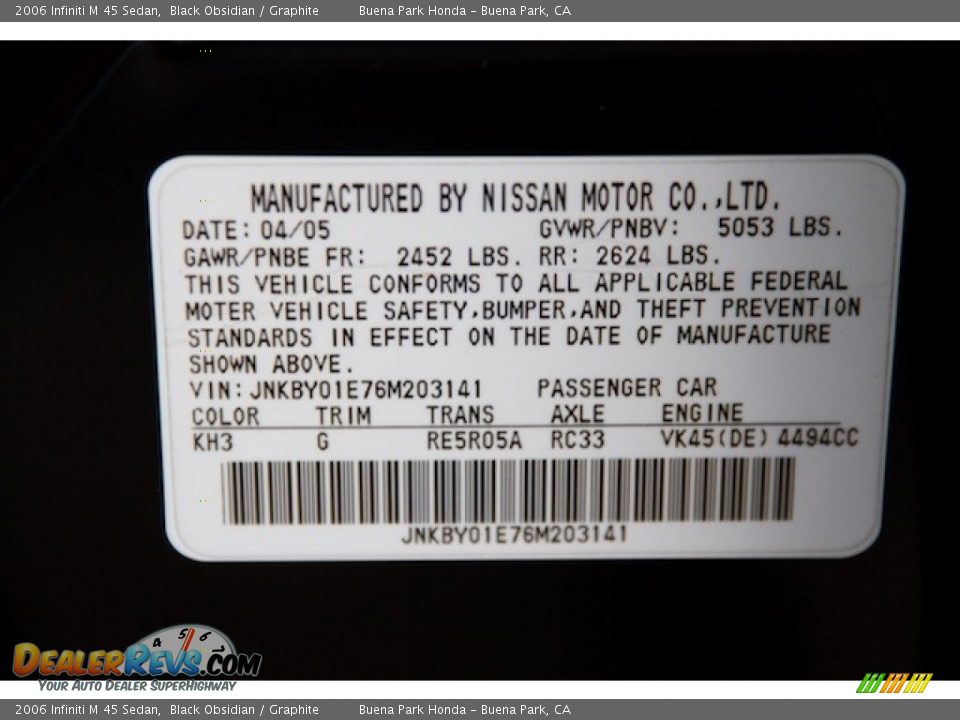 2006 Infiniti M 45 Sedan,  Black Obsidian / Graphite    Buena Park Honda - Buena Park, CA
MANUFACTURED BY NISSAN MOTOR CO.,LTD.
DATE: 04/05    GVWR/PNBV:  5053 LBS.
GAWR/PNBE FR:  2452 LBS. RR: 2624 LBS.
THIS VEHICLE CONFORMS TO ALL APPLICABLE FEDERAL
MOTER VEHICLE SAFETY,BUMPER,AND THEFT PREVENTION
STANDARDS IN EFFECT ON THE DATE OF MANUFACTURE
SHOWN ABOVE.
VIN: JNKBY01E76M203141    PASSENGER CAR
COLOR    TRIM    TRANS    AXLE    ENGINE
KH3    G    RE5R05A    RC33    VK45(DE) 4494CC
JNKBY01E76M203141
4 5 6
DEALERREVS.COM
YOUR AUTO DEALER SUPERHIGHWAY
2006 Infiniti M 45 Sedan,  Black Obsidian / Graphite    Buena Park Honda - Buena Park, CA